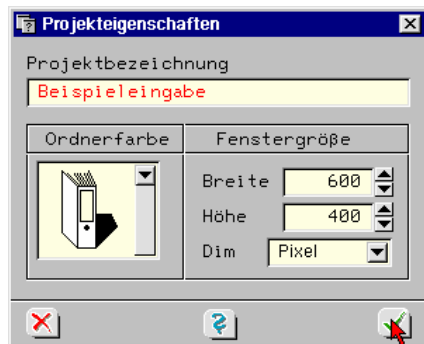 Projekteigenschaften
Projektbezeichnung
Beispieleingabe
Ordnerfarbe
Fenstergröße
Breite 600
Höhe 400
Dim Pixel